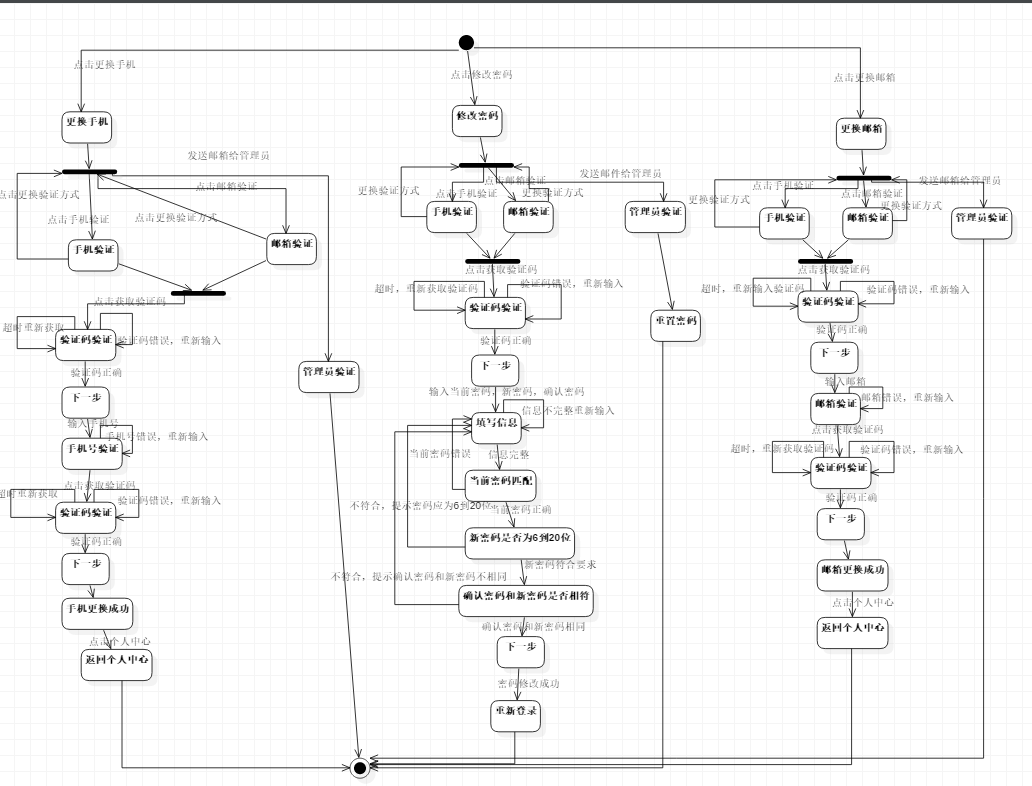 点击更换手机
点击修改密码
点击更换邮箱
更换手机
修改密码
更换邮箱
发送邮箱给管理员
点击邮箱验证
点击更换验证方式
点击手机验证
点击更换验证方式
手机验证
邮箱验证
点击获取验证码
超时重新获取
验证码错误，重新输入
验证码验证
验证码正确
下一步
输入手机号
手机号错误，重新输入
手机号验证
点击获取验证码
超时重新获取
验证码错误，重新输入
验证码验证
验证码正确
下一步
手机更换成功
点击个人中心
返回个人中心
管理员验证
点击邮箱验证
发送邮件给管理员
更换验证方式
点击手机验证
更换验证方式
手机验证
邮箱验证
管理员验证
点击获取验证码
超时，重新获取验证码
验证码错误，重新输入
验证码验证
重置密码
验证码正确
下一步
输入当前密码，新密码，确认密码
信息不完整重新输入
填写信息
当前密码错误
信息完整
当前密码匹配
不符合，提示密码应为6到20位
当前密码正确
新密码是否为6到20位
新密码符合要求
不符合，提示确认密码和新密码不相同
确认密码和新密码是否相符
确认密码和新密码相同
下一步
密码修改成功
重新登录
点击手机验证
发送邮箱给管理员
更换验证方式
点击邮箱验证
更换验证方式
手机验证
邮箱验证
管理员验证
点击获取验证码
超时，重新输入验证码
验证码错误，重新输入
验证码验证
验证码正确
下一步
输入邮箱
邮箱错误，重新输入
邮箱验证
点击获取验证码
超时，重新获取验证码
验证码错误，重新输入
验证码验证
验证码正确
下一步
邮箱更换成功
点击个人中心
返回个人中心